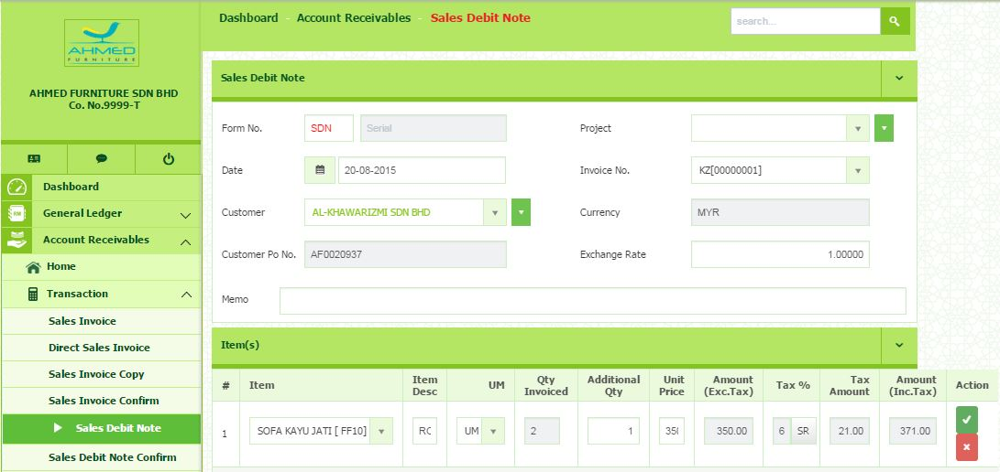 AHMED
FURNITURE
AHMED FURNITURE SDN BHD
Co. No.9999-T
Dashboard
General Ledger
Account Receivables
Home
Transaction
Sales Invoice
Direct Sales Invoice
Sales Invoice Copy
Sales Invoice Confirm
Sales Debit Note
Sales Debit Note Confirm
Dashboard - Account Receivables - Sales Debit Note
search...
Sales Debit Note
Form No. SDN Serial Project
Date 20-08-2015 Invoice No. KZ[00000001]
Customer AL-KHAWARIZMI SDN BHD Currency MYR
Customer Po No. AF0020937 Exchange Rate 1.00000
Memo
Item(s)
# Item Item Desc UM Qty Invoiced Additional Qty Unit Price Amount (Exc.Tax) Tax % Tax Amount Amount (Inc.Tax) Action
1 SOFA KAYU JATI [ FF10] UM 2 1 350.00 6 SR 21.00 371.00